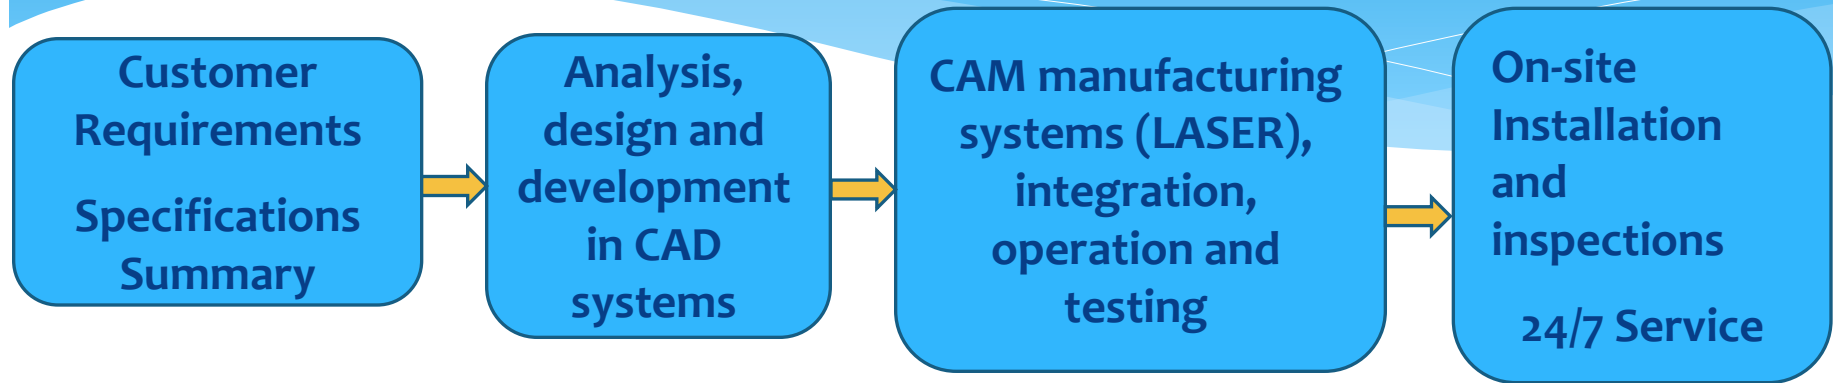 Customer
Requirements
Specifications
Summary
Analysis,
design and
development
in CAD
systems
CAM manufacturing
systems (LASER),
integration,
operation and
testing
On-site
Installation
and
inspections
24/7 Service